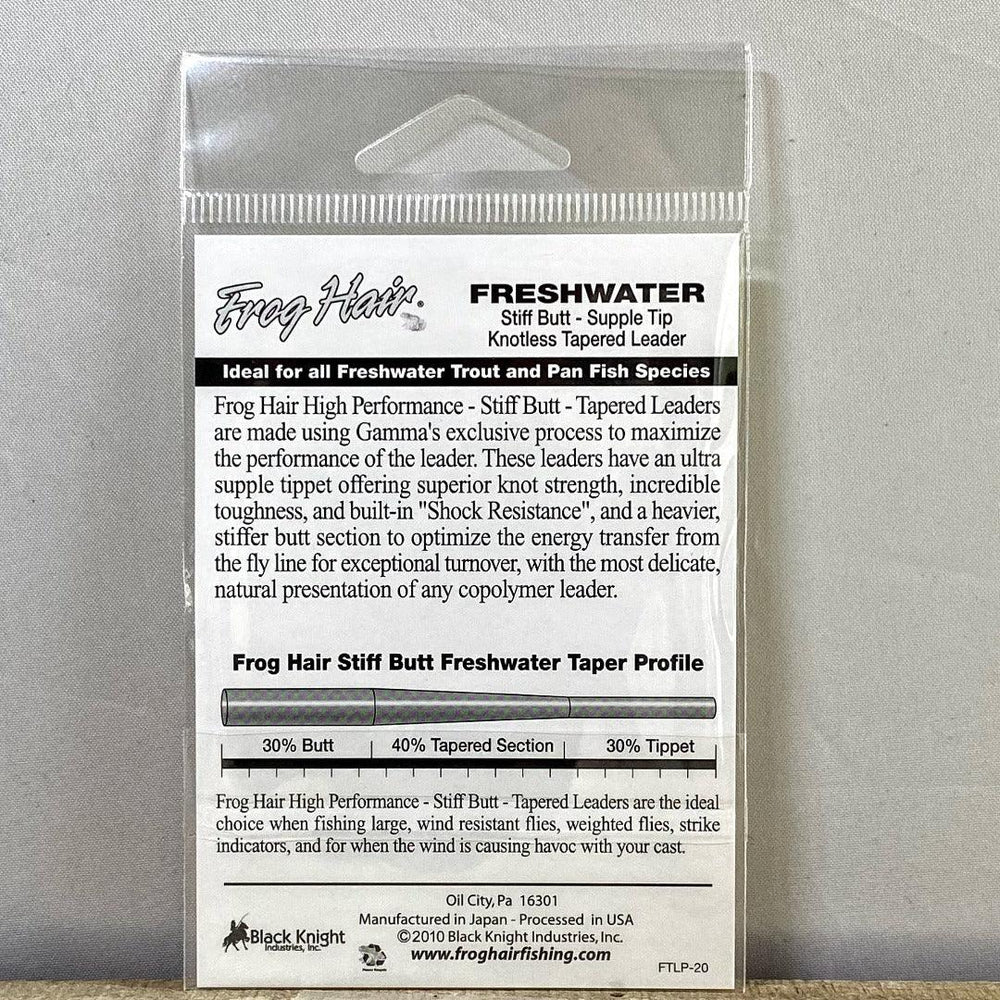 Frog Hair®
FRESHWATER
Stiff Butt - Supple Tip
Knotless Tapered Leader
Ideal for all Freshwater Trout and Pan Fish Species
Frog Hair High Performance - Stiff Butt - Tapered Leaders
are made using Gamma's exclusive process to maximize
the performance of the leader. These leaders have an ultra
supple tippet offering superior knot strength, incredible
toughness, and built-in "Shock Resistance", and a heavier,
stiffer butt section to optimize the energy transfer from
the fly line for exceptional turnover, with the most delicate,
natural presentation of any copolymer leader.
Frog Hair Stiff Butt Freshwater Taper Profile
30% Butt 40% Tapered Section 30% Tippet
Frog Hair High Performance - Stiff Butt - Tapered Leaders are the ideal
choice when fishing large, wind resistant flies, weighted flies, strike
indicators, and for when the wind is causing havoc with your cast.
Black Knight
Industries, Inc.
Please Recycle
Oil City, Pa 16301
Manufactured in Japan - Processed in USA
©2010 Black Knight Industries, Inc.
www.froghairfishing.com
FTLP-20